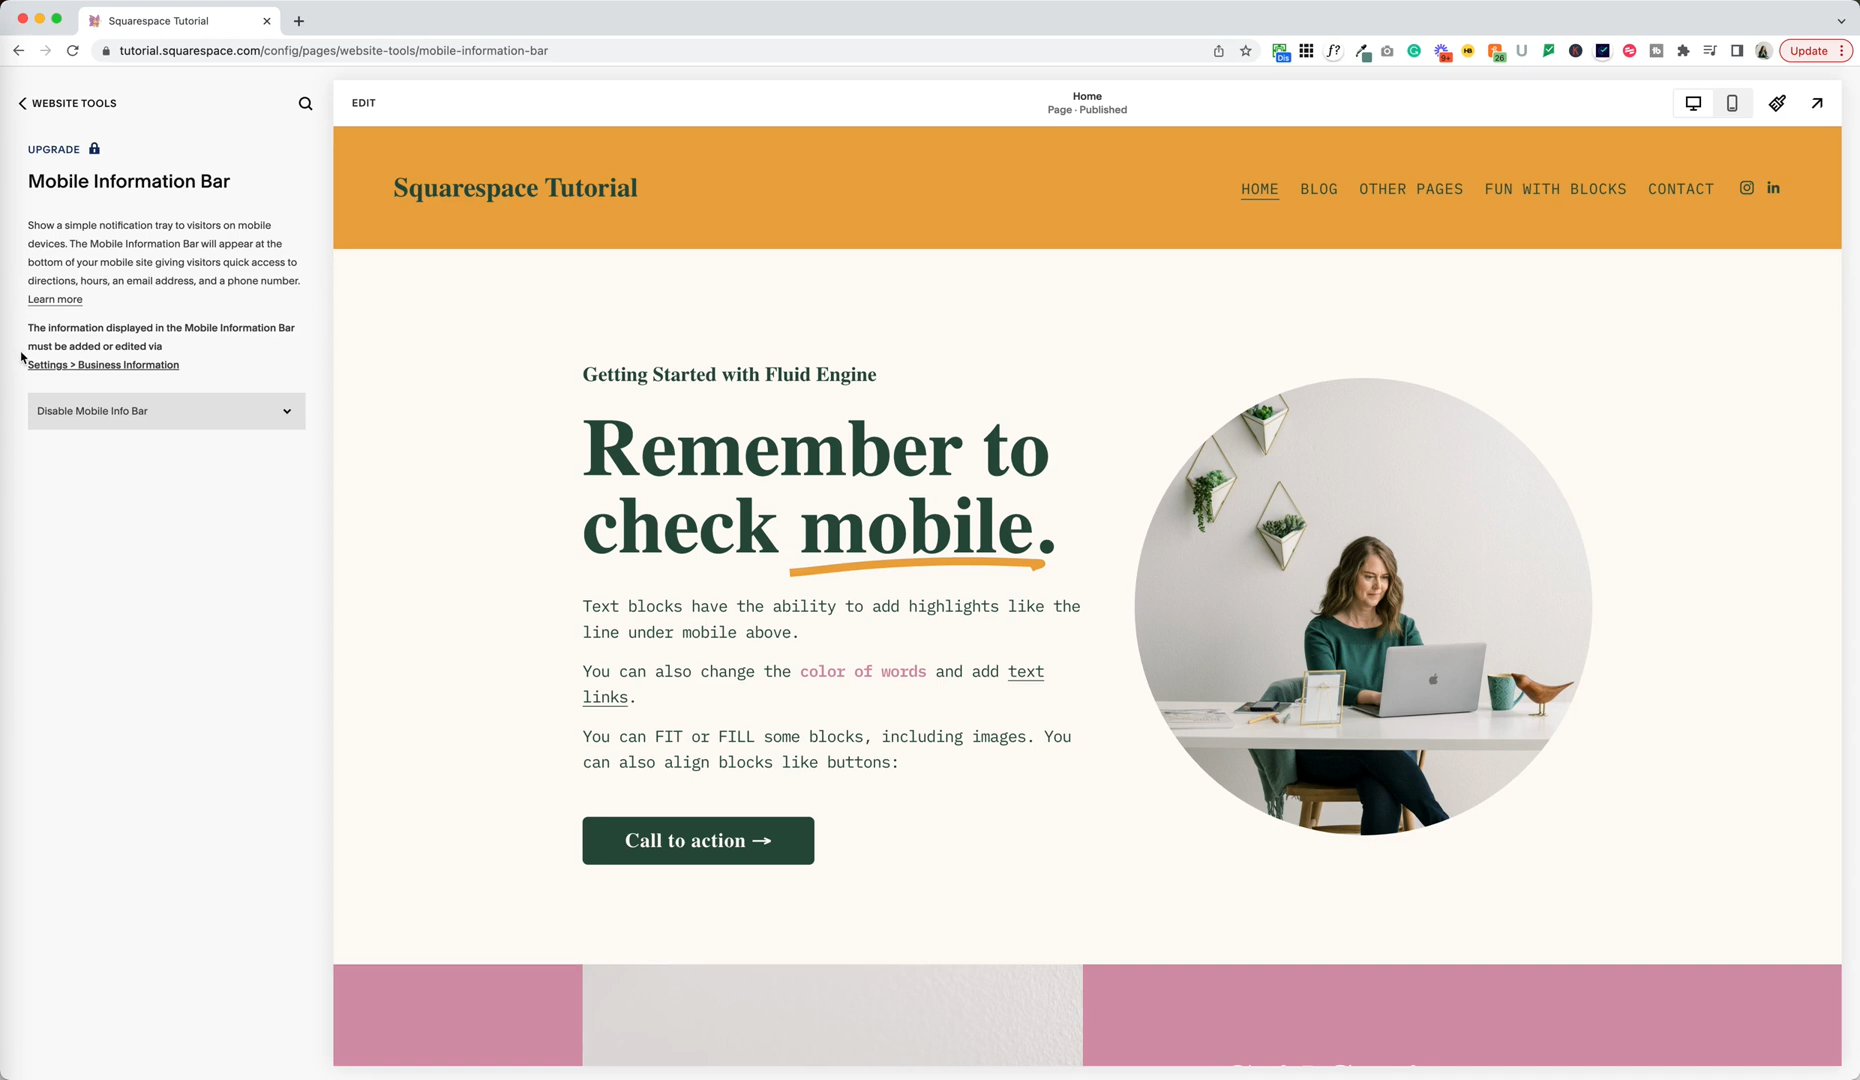 Squarespace Tutorial
tutorial.squarespace.com/config/pages/website-tools/mobile-information-bar
Dis
f?
9+
HB
26
U
Update
WEBSITE TOOLS
UPGRADE
Mobile Information Bar
Show a simple notification tray to visitors on mobile
devices. The Mobile Information Bar will appear at the
bottom of your mobile site giving visitors quick access to
directions, hours, an email address, and a phone number.
Learn more
The information displayed in the Mobile Information Bar
must be added or edited via
Settings > Business Information
Disable Mobile Info Bar
EDIT
Home
Page · Published
Squarespace Tutorial
HOME BLOG OTHER PAGES FUN WITH BLOCKS CONTACT
in
Getting Started with Fluid Engine
Remember to
check mobile.
Text blocks have the ability to add highlights like the
line under mobile above.
You can also change the color of words and add text
links.
You can FIT or FILL some blocks, including images. You
can also align blocks like buttons:
Call to action →